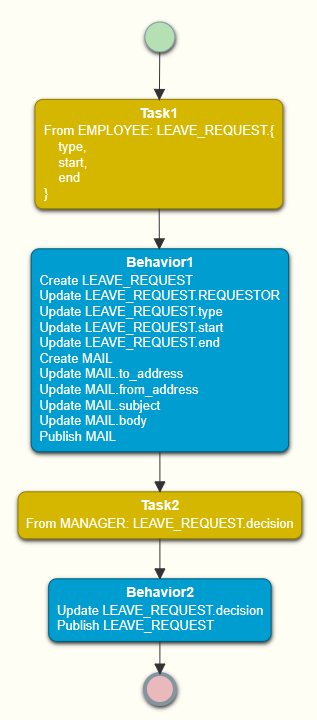 Task1
From EMPLOYEE: LEAVE_REQUEST.{
type,
start,
end
}
Behavior1
Create LEAVE_REQUEST
Update LEAVE_REQUEST.REQUESTOR
Update LEAVE_REQUEST.type
Update LEAVE_REQUEST.start
Update LEAVE_REQUEST.end
Create MAIL
Update MAIL.to_address
Update MAIL.from_address
Update MAIL.subject
Update MAIL.body
Publish MAIL
Task2
From MANAGER: LEAVE_REQUEST.decision
Behavior2
Update LEAVE_REQUEST.decision
Publish LEAVE_REQUEST